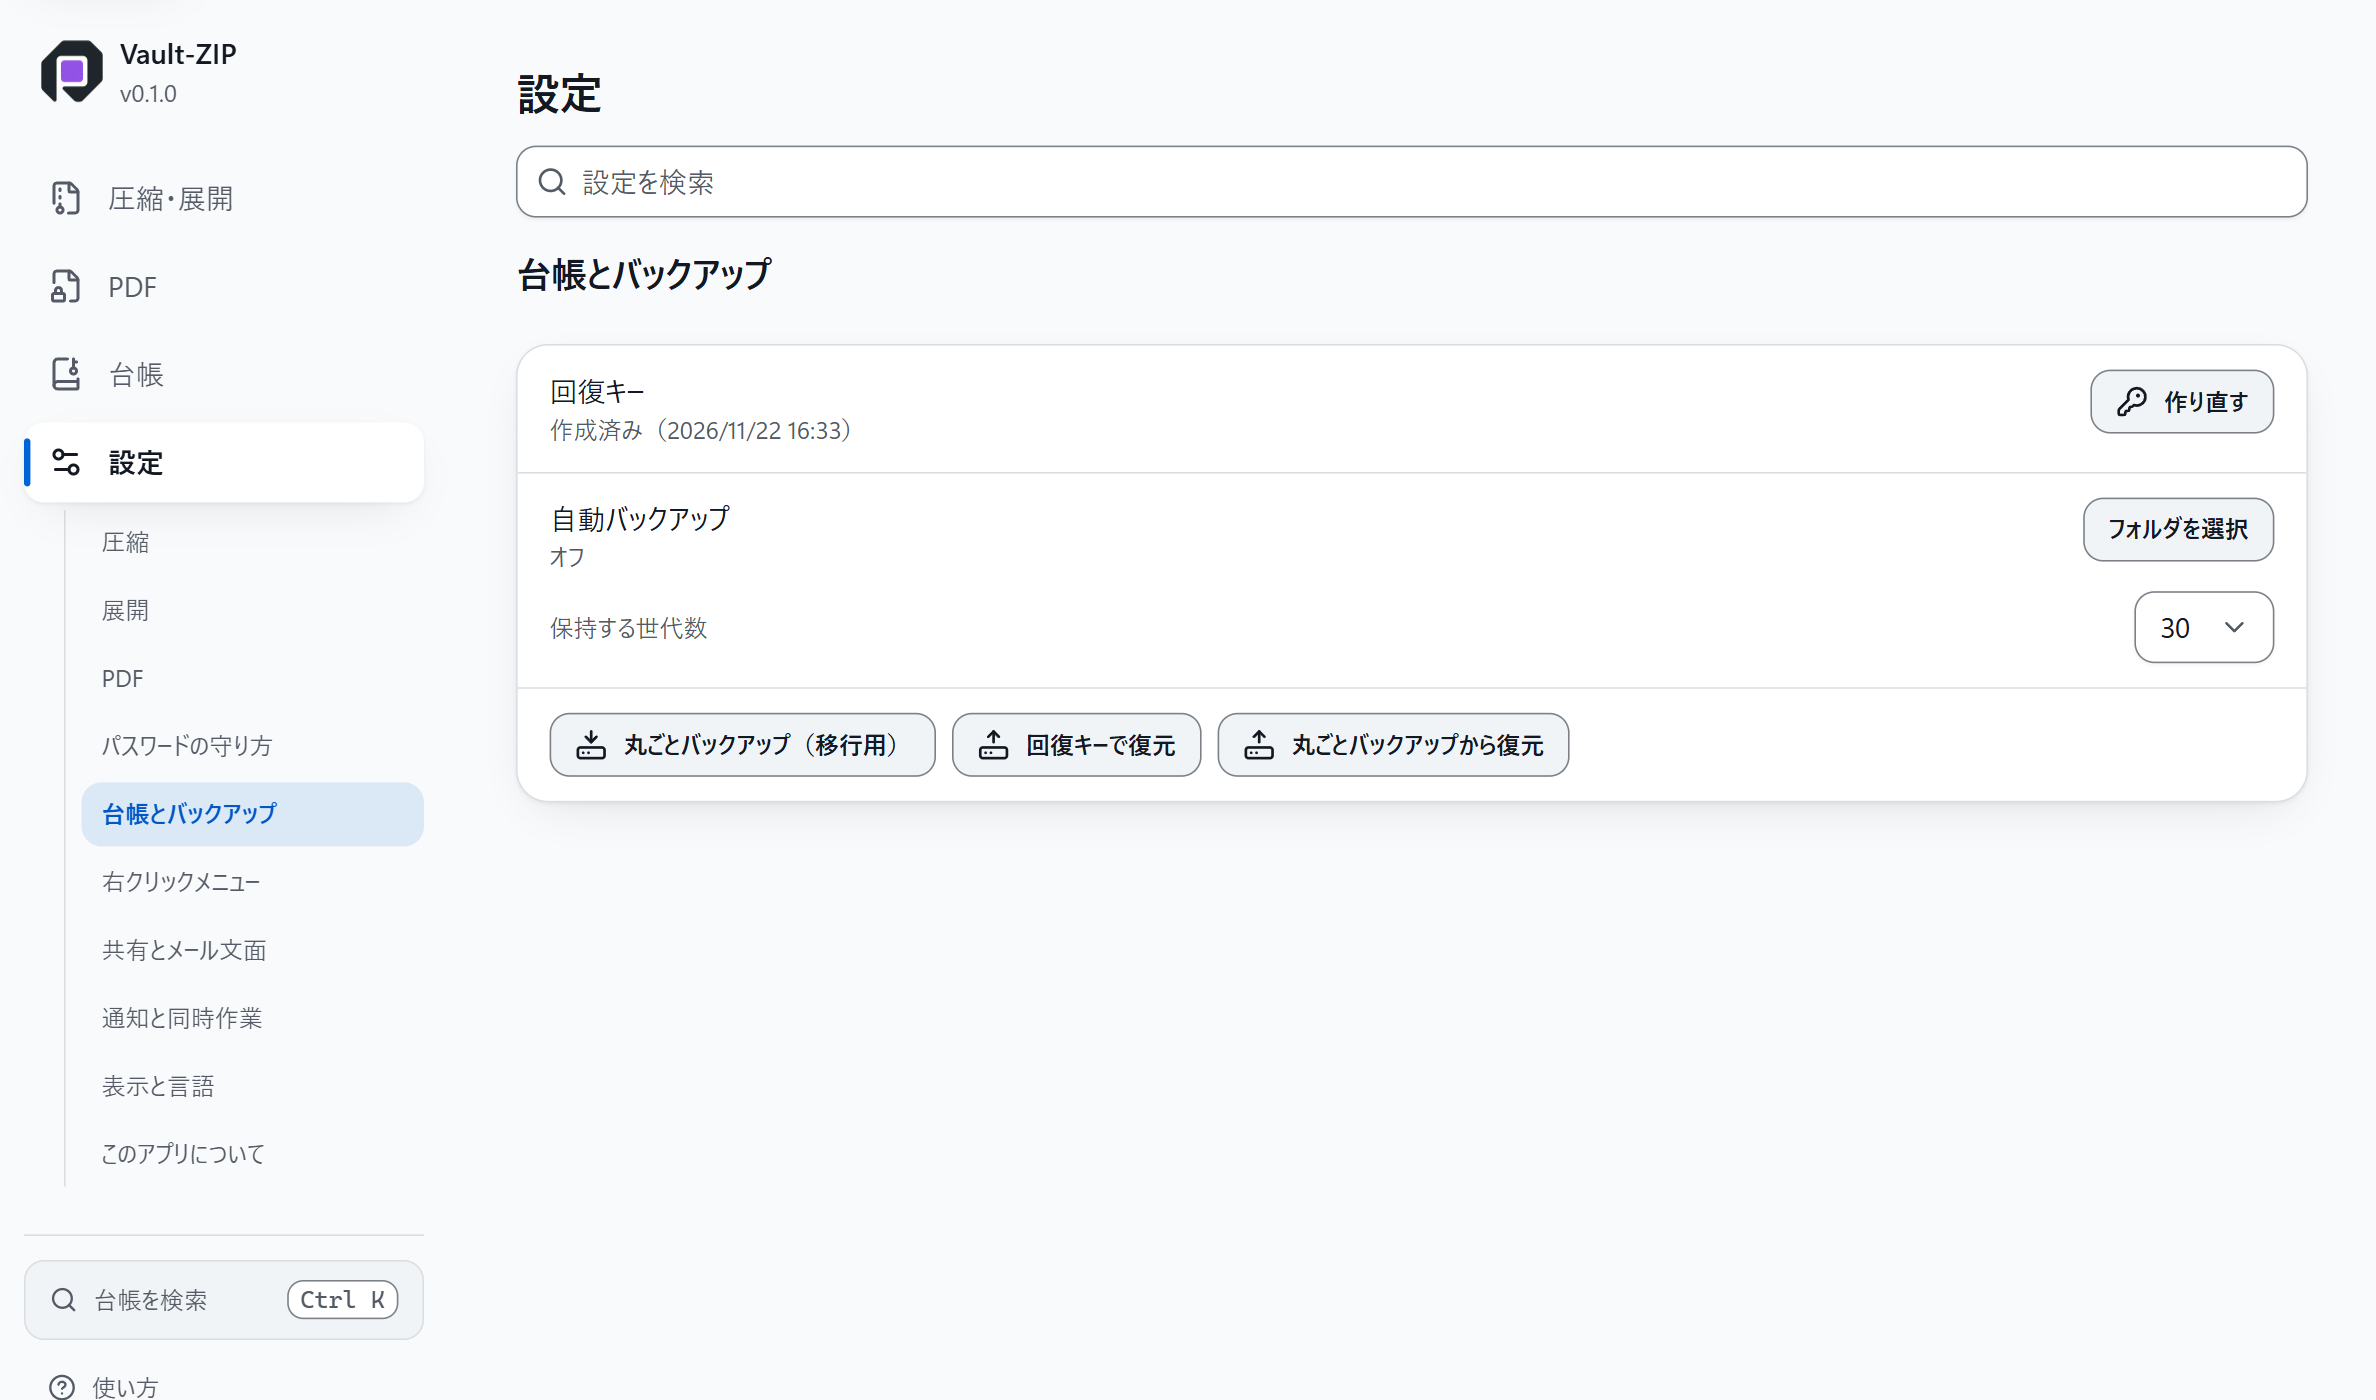 Vault-ZIP
v0.1.0
圧縮・展開
PDF
台帳
設定
圧縮
展開
PDF
パスワードの守り方
台帳とバックアップ
右クリックメニュー
共有とメール文面
通知と同時作業
表示と言語
このアプリについて
台帳を検索
Ctrl K
使い方
設定
設定を検索
台帳とバックアップ
回復キー
作成済み（2026/11/22 16:33）
作り直す
自動バックアップ
オフ
フォルダを選択
保持する世代数
30
丸ごとバックアップ（移行用）
回復キーで復元
丸ごとバックアップから復元